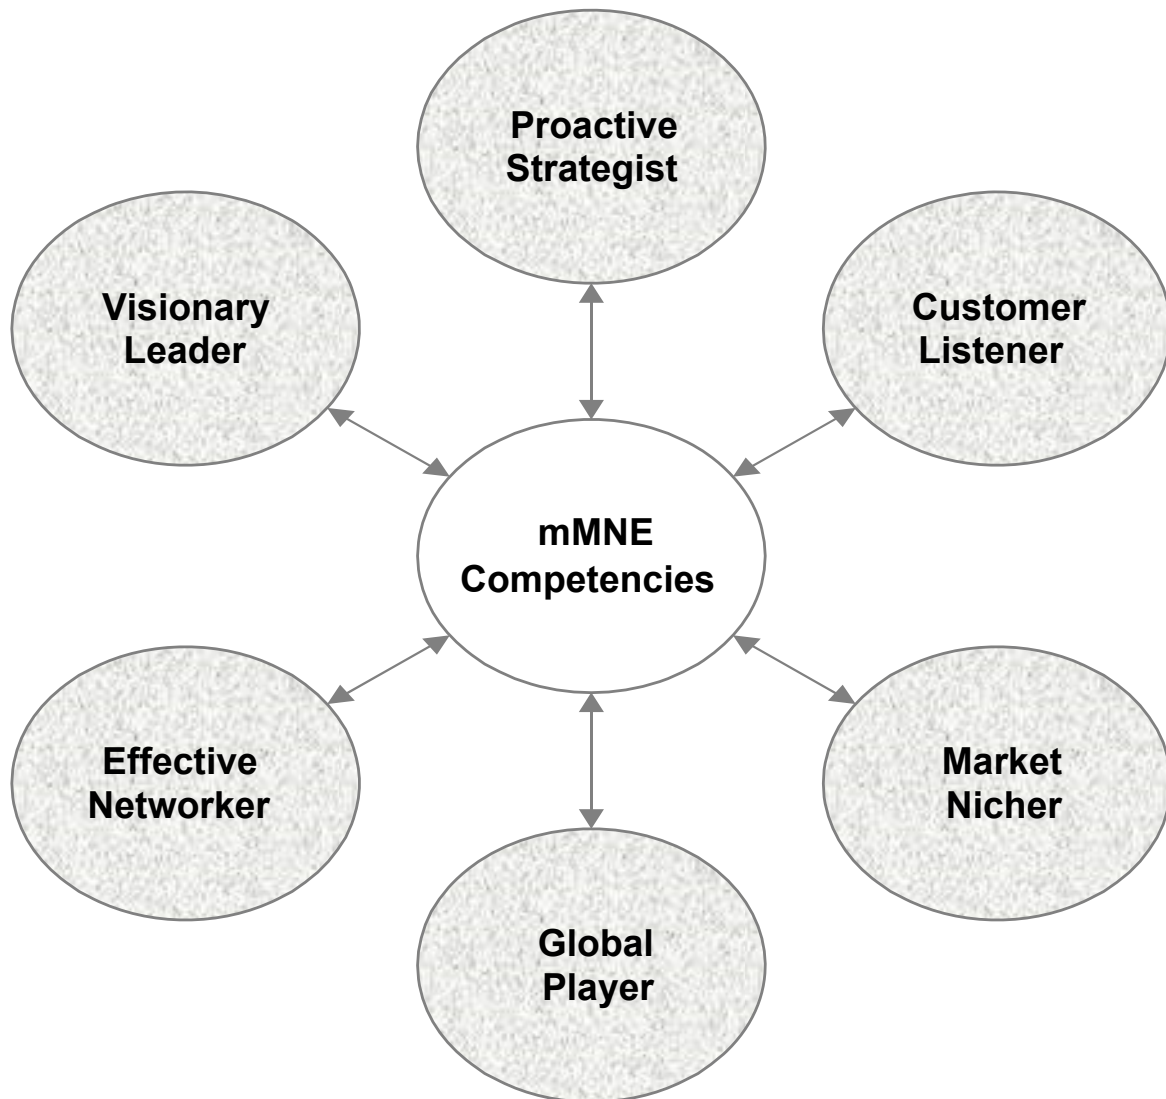 Proactive
Strategist
Visionary
Leader
Customer
Listener
mMNE
Competencies
Effective
Networker
Market
Nicher
Global
Player